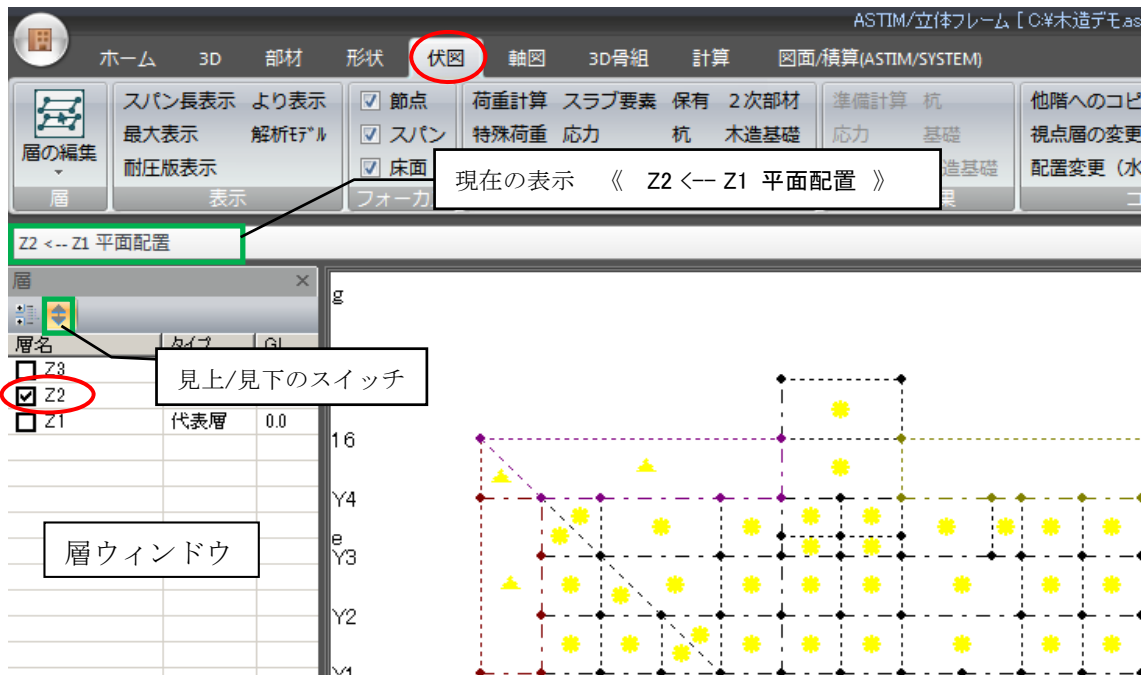 ASTIM/立体フレーム [ C:¥木造デモ.as
ホーム 3D 部材 形状 伏図 軸図 3D骨組 計算 図面/積算(ASTIM/SYSTEM)
スパン長表示 より表示 節点 荷重計算 スラブ要素 保有 2次部材 準備計算 杭 他階へのコピ
最大表示 解析ﾓﾃﾞﾙ スパン 特殊荷重 応力 杭 木造基礎 応力 基礎 視点層の変更
層の編集
耐圧版表示 床面 造基礎 配置変更 (水
現在の表示 《 Z2 <-- Z1 平面配置 》
層 表示 フォーカ 果 コ
Z2 <-- Z1 平面配置
層
g
層名 タイプ GL
Z3
見上/見下のスイッチ
Z2
Z1 代表層 0.0
16
Y4
e
Y3
層ウィンドウ
Y2
Y1